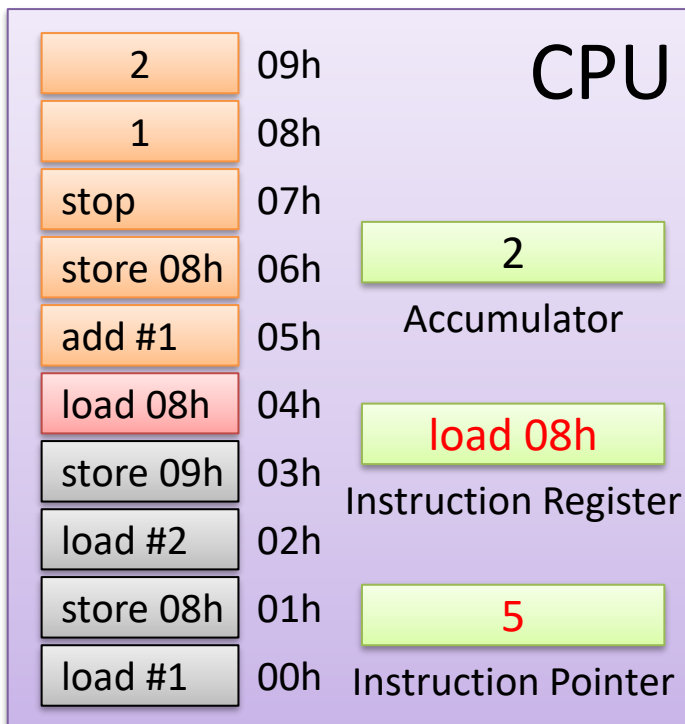 CPU
2 09h
1 08h
stop 07h
store 08h 06h
add #1 05h
load 08h 04h
store 09h 03h
load #2 02h
store 08h 01h
load #1 00h
2
Accumulator
load 08h
Instruction Register
5
Instruction Pointer